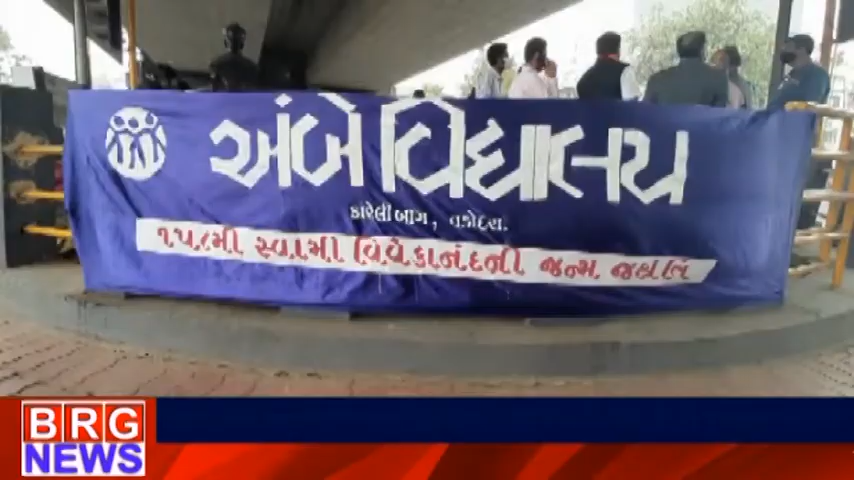 અંબે વિદ્યાલય
કારેલીબાગ, વડોદરા.
૧૫૮મી સ્વામી વિવેકાનંદની જન્મ જયંતિ
BRG
NEWS